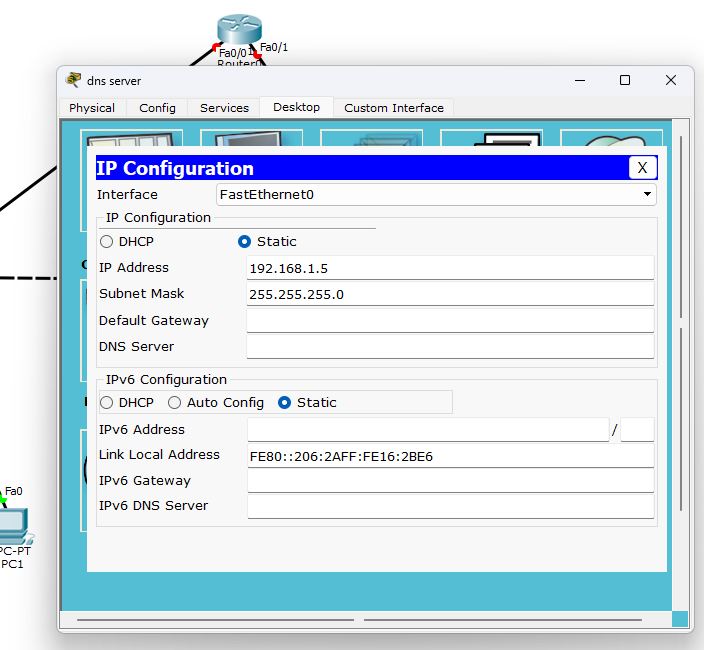 Fa0/0
Fa0/1
Router0
dns server
Physical Config Services Desktop Custom Interface
IP Configuration X
Interface FastEthernet0
IP Configuration
DHCP Static
IP Address 192.168.1.5
Subnet Mask 255.255.255.0
Default Gateway
DNS Server
IPv6 Configuration
DHCP Auto Config Static
IPv6 Address /
Link Local Address FE80::206:2AFF:FE16:2BE6
IPv6 Gateway
IPv6 DNS Server
Fa0
PC-PT
PC1